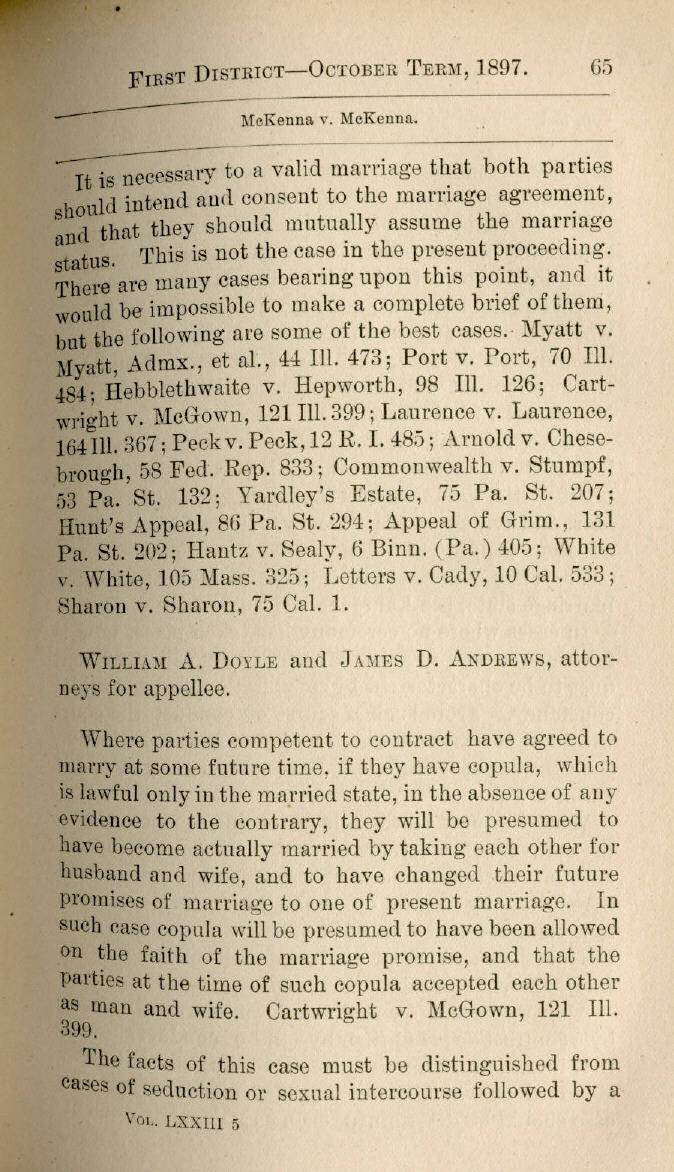 First District—October Term, 1897. 65
McKenna v. McKenna.
It is necessary to a valid marriage that both parties
should intend and consent to the marriage agreement,
and that they should mutually assume the marriage
status. This is not the case in the present proceeding.
There are many cases bearing upon this point, and it
would be impossible to make a complete brief of them,
but the following are some of the best cases. Myatt v.
Myatt, Admx., et al., 44 Ill. 473; Port v. Port, 70 Ill.
484; Hebblethwaite v. Hepworth, 98 Ill. 126; Cart-
wright v. McGown, 121 Ill. 399; Laurence v. Laurence,
164 Ill. 367; Peck v. Peck, 12 R. I. 485; Arnold v. Chese-
brough, 58 Fed. Rep. 833; Commonwealth v. Stumpf,
53 Pa. St. 132; Yardley's Estate, 75 Pa. St. 207;
Hunt's Appeal, 86 Pa. St. 294; Appeal of Grim., 131
Pa. St. 202; Hantz v. Sealy, 6 Binn. (Pa.) 405; White
v. White, 105 Mass. 325; Letters v. Cady, 10 Cal. 533;
Sharon v. Sharon, 75 Cal. 1.
William A. Doyle and James D. Andrews, attor-
neys for appellee.
Where parties competent to contract have agreed to
marry at some future time, if they have copula, which
is lawful only in the married state, in the absence of any
evidence to the contrary, they will be presumed to
have become actually married by taking each other for
husband and wife, and to have changed their future
promises of marriage to one of present marriage. In
such case copula will be presumed to have been allowed
on the faith of the marriage promise, and that the
parties at the time of such copula accepted each other
as man and wife. Cartwright v. McGown, 121 Ill.
399.
The facts of this case must be distinguished from
cases of seduction or sexual intercourse followed by a
Vol. LXXIII 5